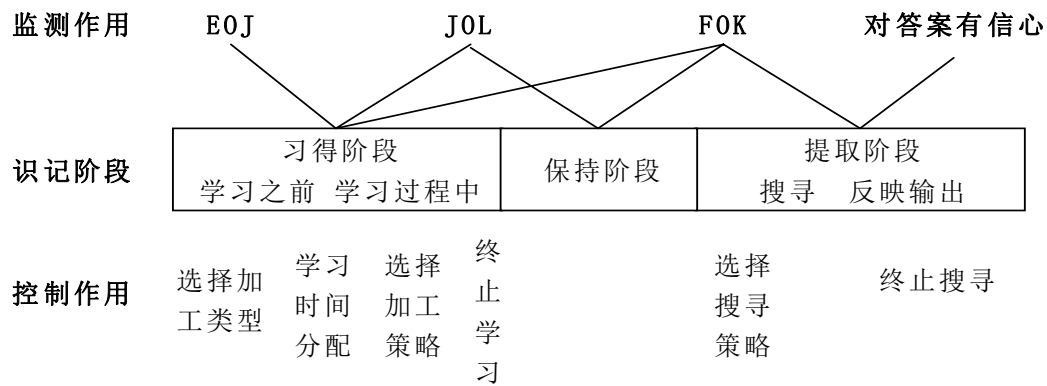 监测作用 EOJ JOL FOK 对答案有信心
识记阶段
习得阶段
学习之前 学习过程中
保持阶段
提取阶段
搜寻 反映输出
控制作用
选择加
工类型
学习
时间
分配
选择
加工
策略
终
止
学
习
选择
搜寻
策略
终止搜寻